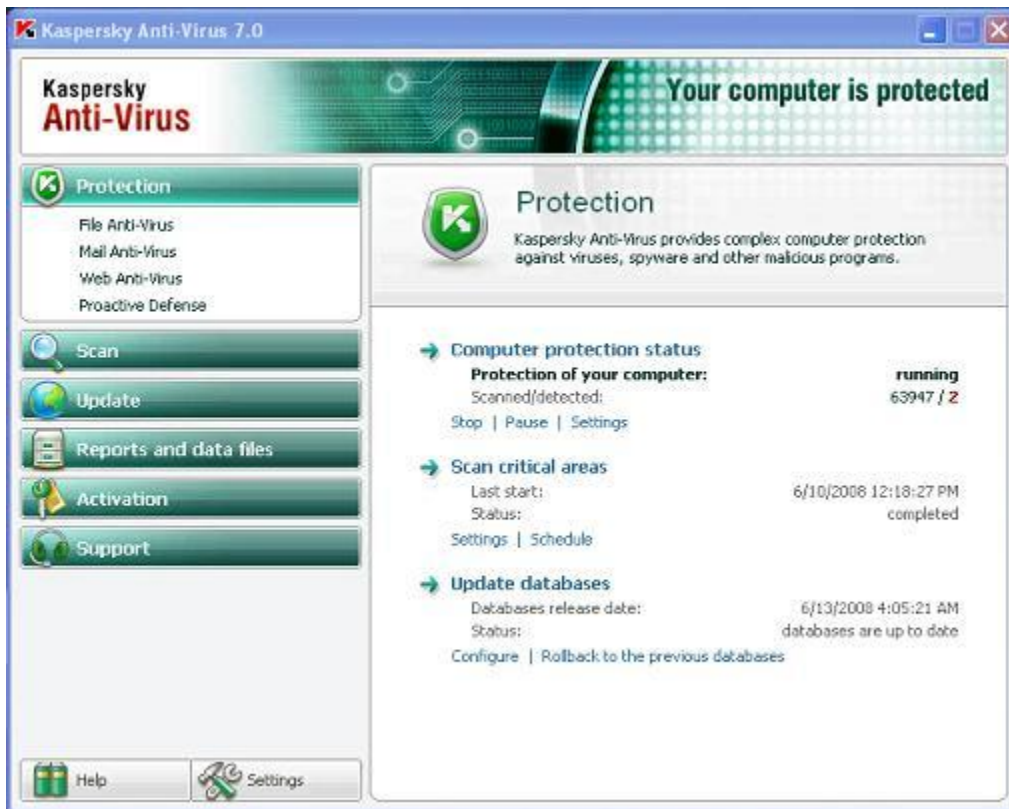 Kaspersky Anti-Virus 7.0
Kaspersky
Anti-Virus
Your computer is protected
Protection
File Anti-Virus
Mail Anti-Virus
Web Anti-Virus
Proactive Defense
Scan
Update
Reports and data files
Activation
Support
Help
Settings
Protection
Kaspersky Anti-Virus provides complex computer protection
against viruses, spyware and other malicious programs.
Computer protection status
Protection of your computer: running
Scanned/detected: 63947 / 2
Stop | Pause | Settings
Scan critical areas
Last start: 6/10/2008 12:18:27 PM
Status: completed
Settings | Schedule
Update databases
Databases release date: 6/13/2008 4:05:21 AM
Status: databases are up to date
Configure | Rollback to the previous databases